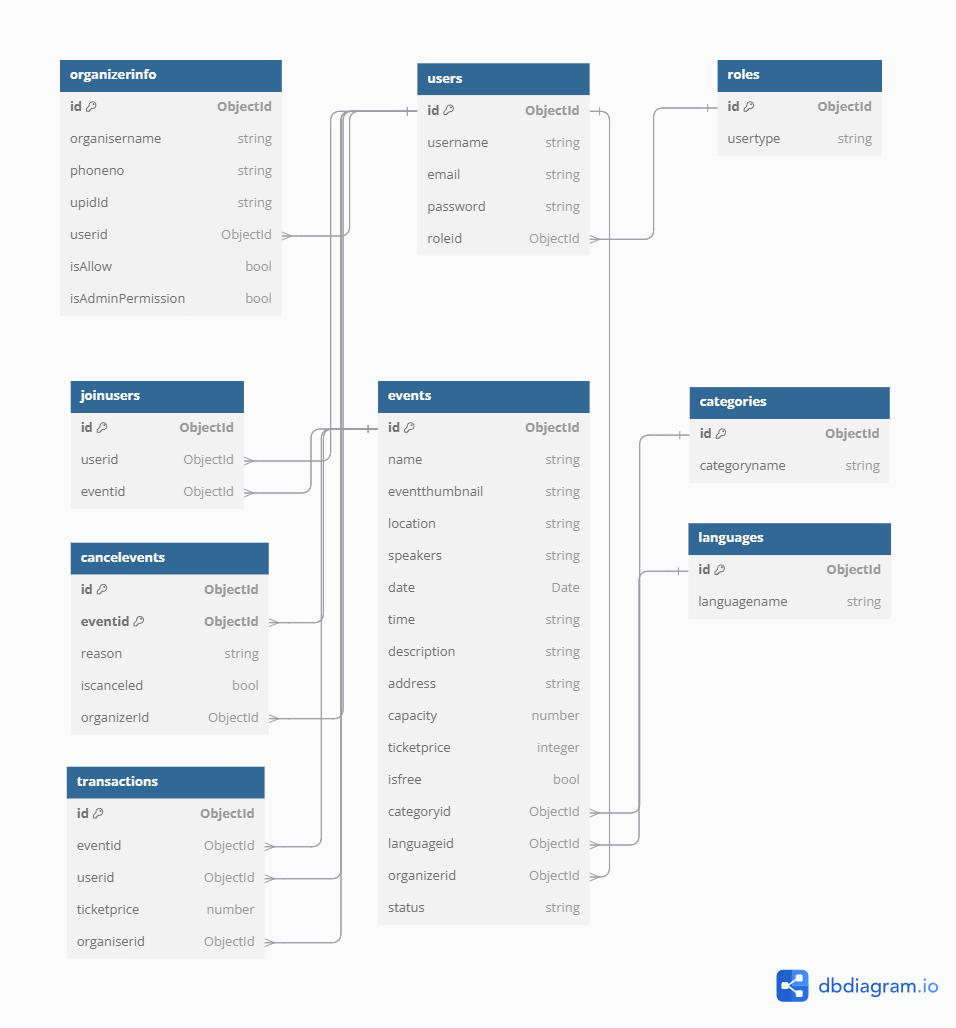 organizerinfo
id ObjectId
organisername string
phoneno string
upidId string
userid ObjectId
isAllow bool
isAdminPermission bool
users
id ObjectId
username string
email string
password string
roleid ObjectId
roles
id ObjectId
usertype string
joinusers
id ObjectId
userid ObjectId
eventid ObjectId
events
id ObjectId
name string
eventthumbnail string
location string
speakers string
date Date
time string
description string
address string
capacity number
ticketprice integer
isfree bool
categoryid ObjectId
languageid ObjectId
organizerid ObjectId
status string
categories
id ObjectId
categoryname string
languages
id ObjectId
languagename string
cancelevents
id ObjectId
eventid ObjectId
reason string
iscanceled bool
organizerId ObjectId
transactions
id ObjectId
eventid ObjectId
userid ObjectId
ticketprice number
organiserid ObjectId
dbdiagram.io